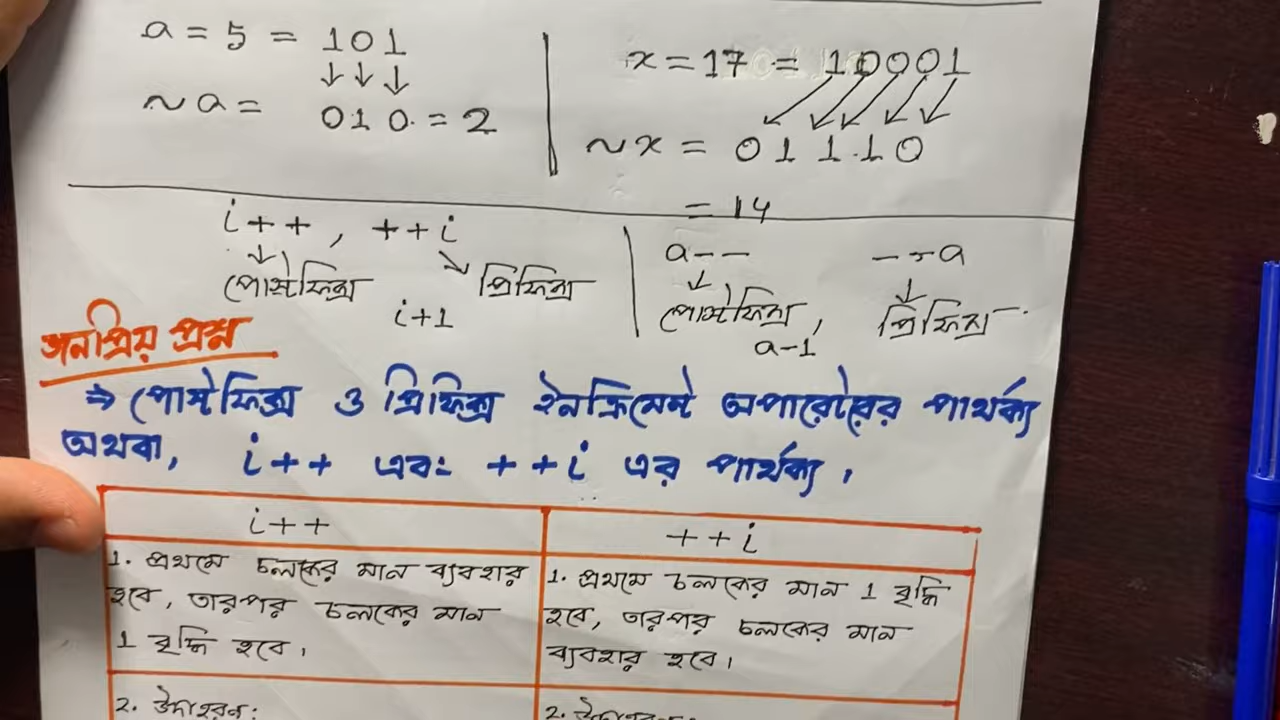 a = 5 = 101
↓↓↓
~a = 010 = 2
x = 17 = 10001
~x = 01110
= 14
i++ , ++i
পোস্টফিক্স প্রিফিক্স
i+1
a-- --a
পোস্টফিক্স, প্রিফিক্স
a-1
জনপ্রিয় প্রশ্ন
⇒ পোস্টফিক্স ও প্রিফিক্স ইনক্রিমেন্ট অপারেটরের পার্থক্য
অথবা, i++ এবং ++i এর পার্থক্য।
i++
1. প্রথমে চলকের মান ব্যবহার
হবে, তারপর চলকের মান
1 বৃদ্ধি হবে।
2. উদাহরণ:
++i
1. প্রথমে চলকের মান 1 বৃদ্ধি
হবে, তারপর চলকের মান
ব্যবহার হবে।
2. উদাহরণ: